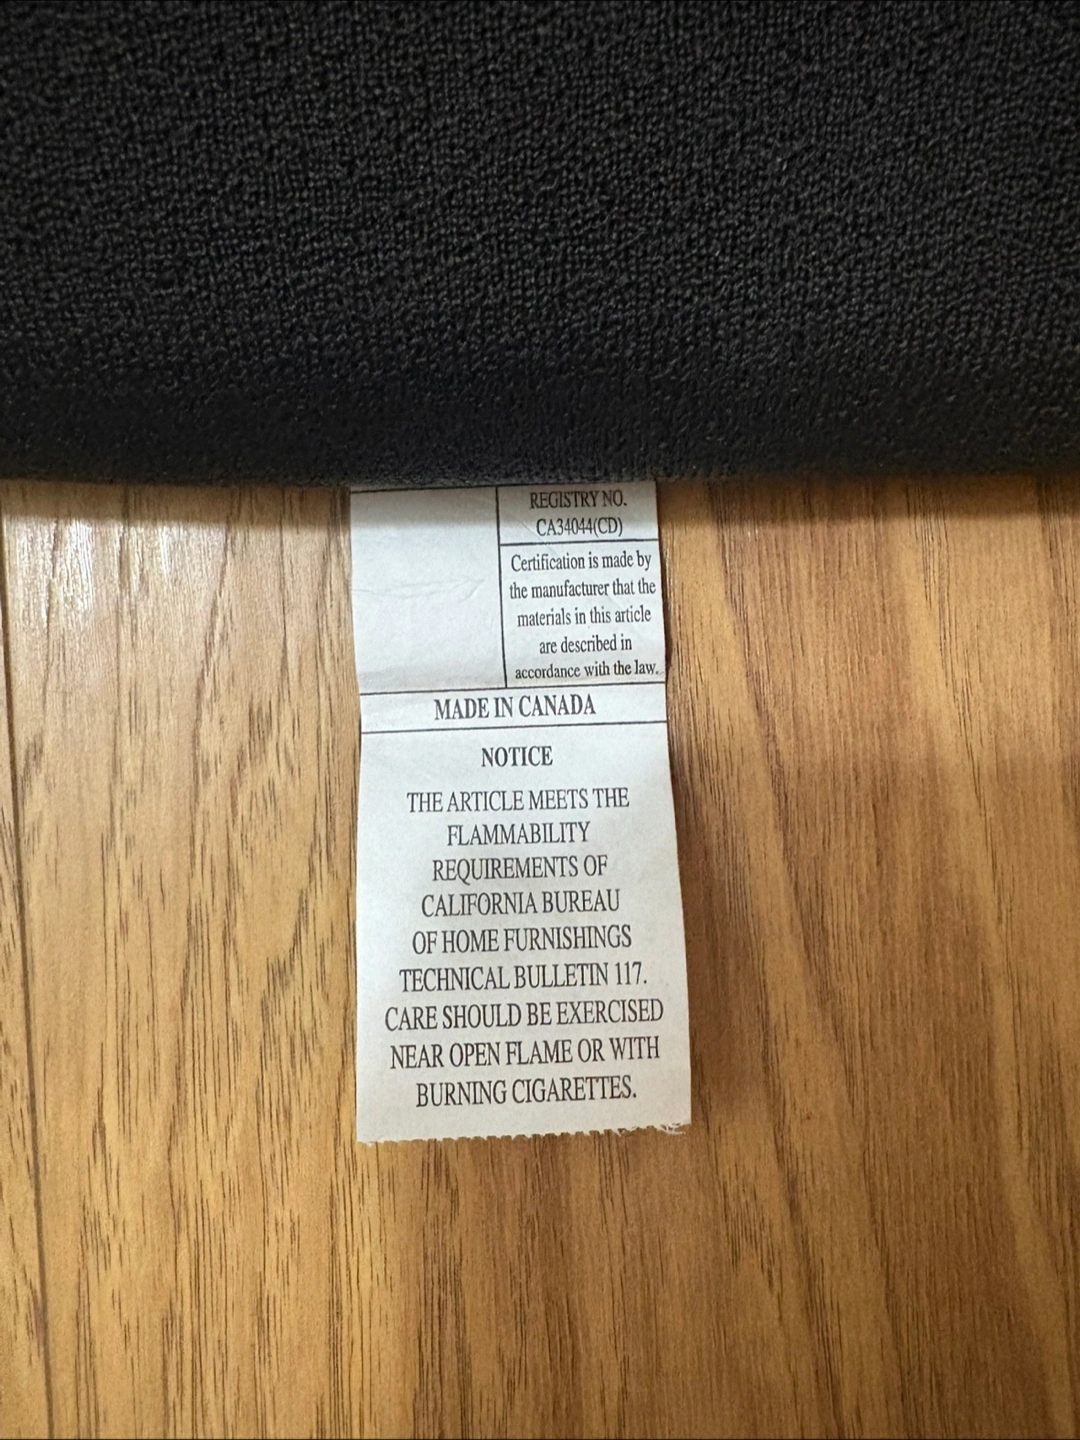 REGISTRY NO.
CA34044(CD)
Certification is made by
the manufacturer that the
materials in this article
are described in
accordance with the law.
MADE IN CANADA
NOTICE
THE ARTICLE MEETS THE
FLAMMABILITY
REQUIREMENTS OF
CALIFORNIA BUREAU
OF HOME FURNISHINGS
TECHNICAL BULLETIN 117.
CARE SHOULD BE EXERCISED
NEAR OPEN FLAME OR WITH
BURNING CIGARETTES.